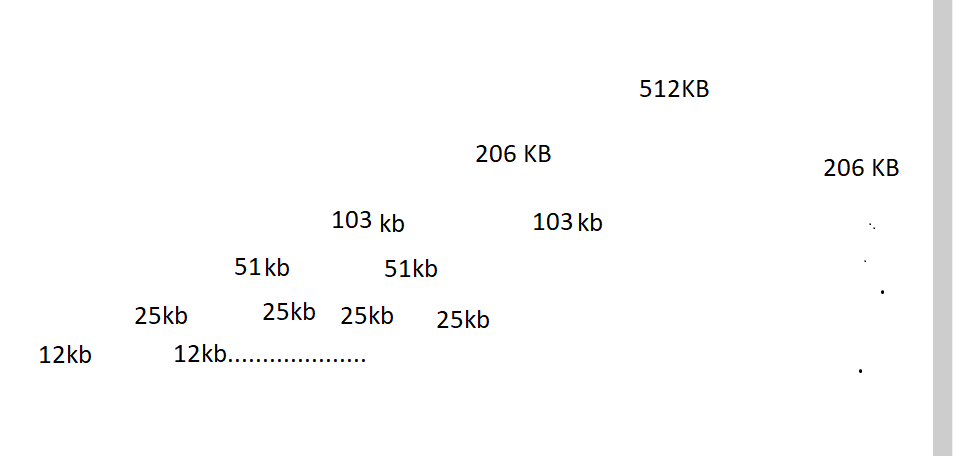 512KB
206 KB 206 KB
103 kb 103 kb
51kb 51kb
25kb 25kb 25kb 25kb
12kb 12kb....................